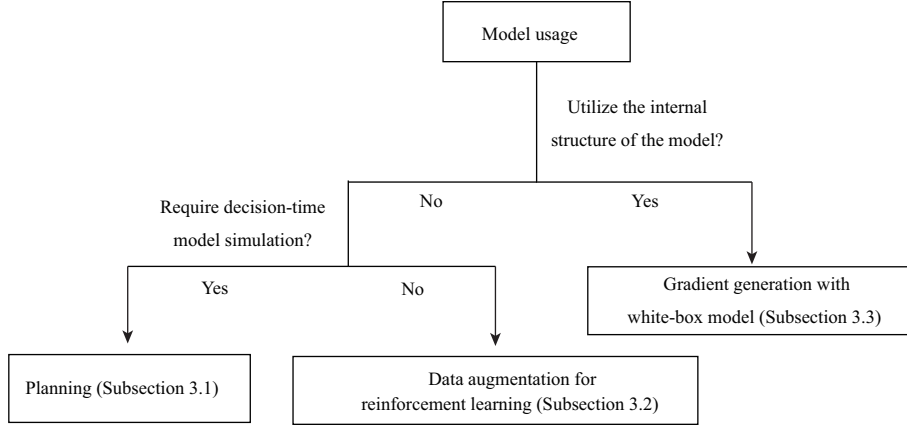 Model usage
Utilize the internal
structure of the model?
No
Yes
Require decision-time
model simulation?
Yes
No
Gradient generation with
white-box model (Subsection 3.3)
Planning (Subsection 3.1)
Data augmentation for
reinforcement learning (Subsection 3.2)